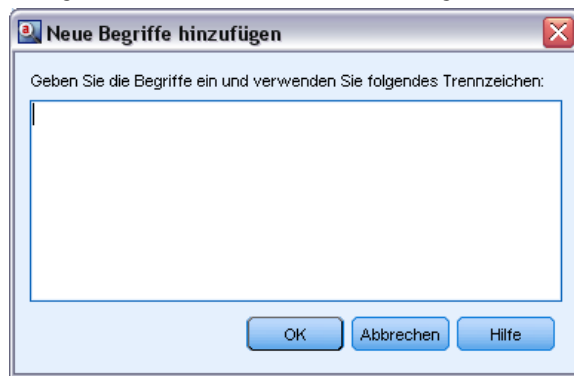 Neue Begriffe hinzufügen
Geben Sie die Begriffe ein und verwenden Sie folgendes Trennzeichen:
OK Abbrechen Hilfe